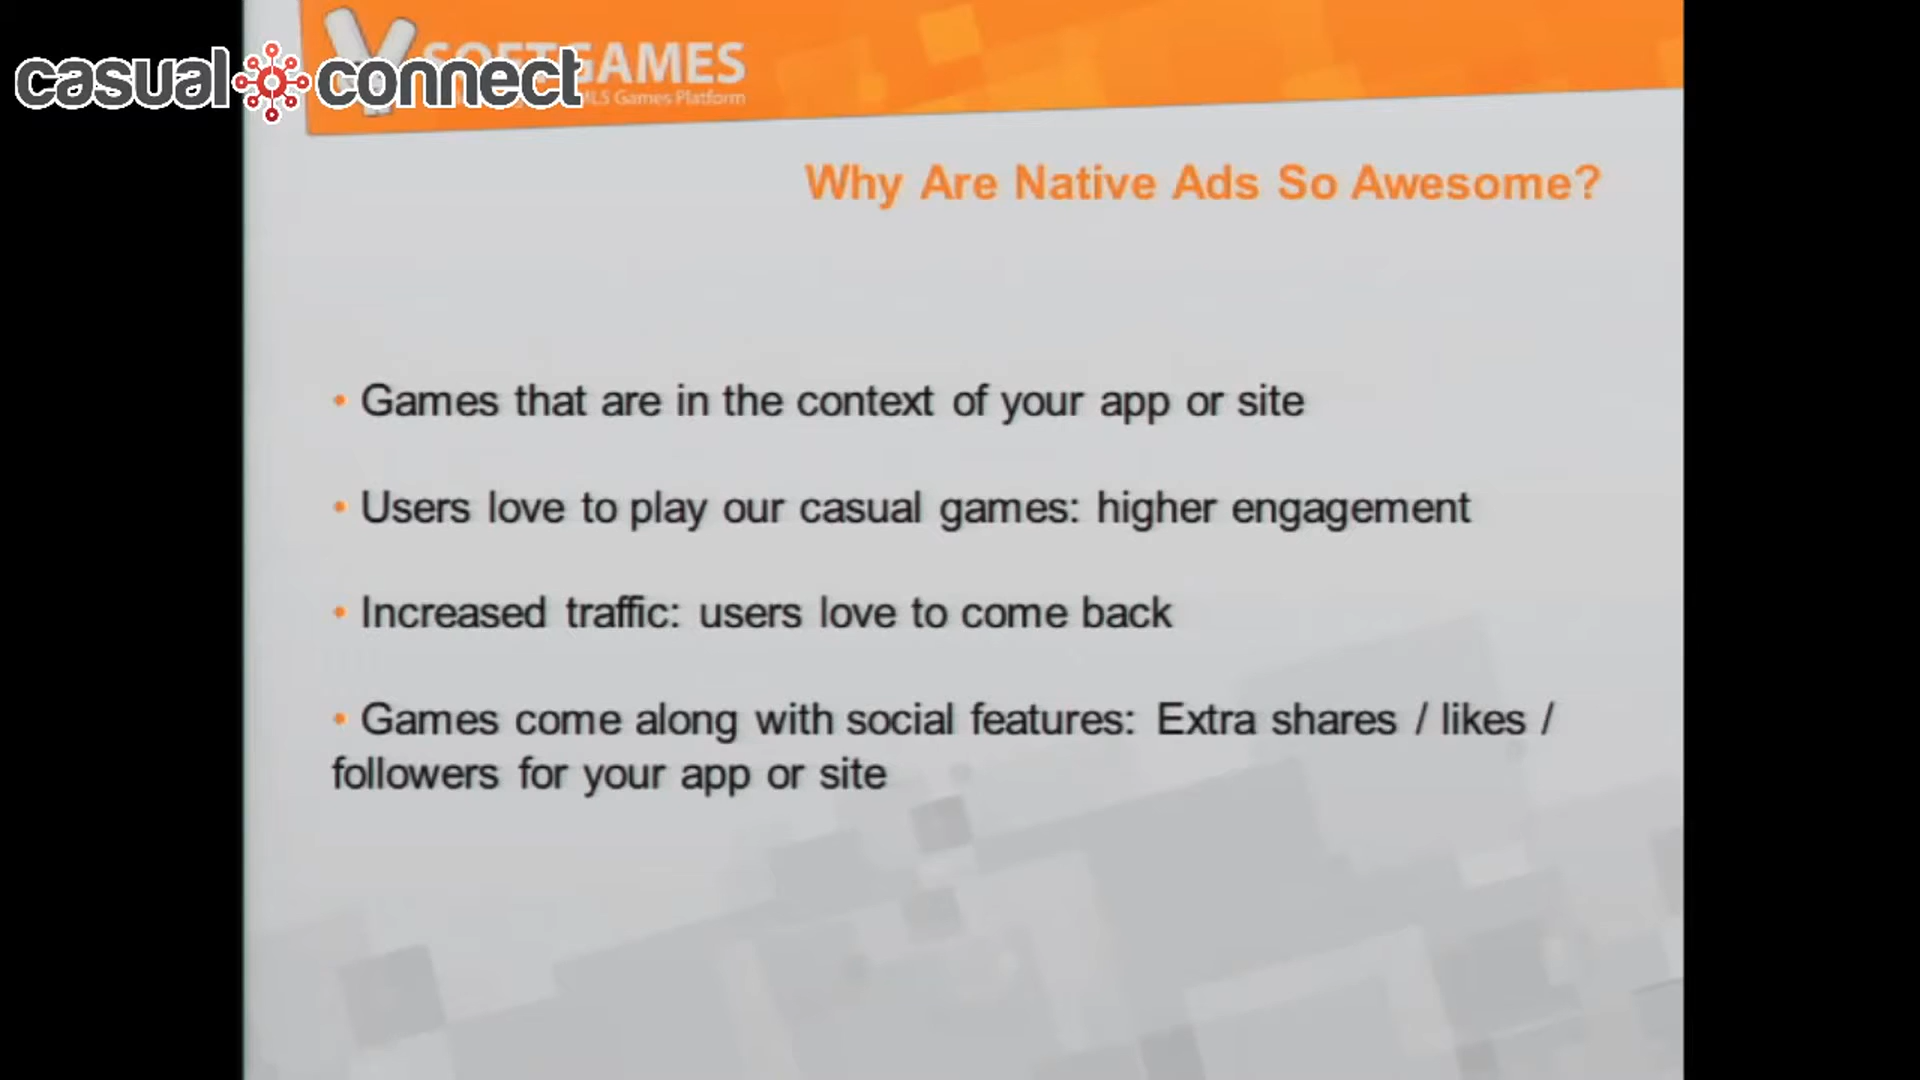 casual connect
SOFTGAMES
Games Platform
Why Are Native Ads So Awesome?
• Games that are in the context of your app or site
• Users love to play our casual games: higher engagement
• Increased traffic: users love to come back
• Games come along with social features: Extra shares / likes /
followers for your app or site